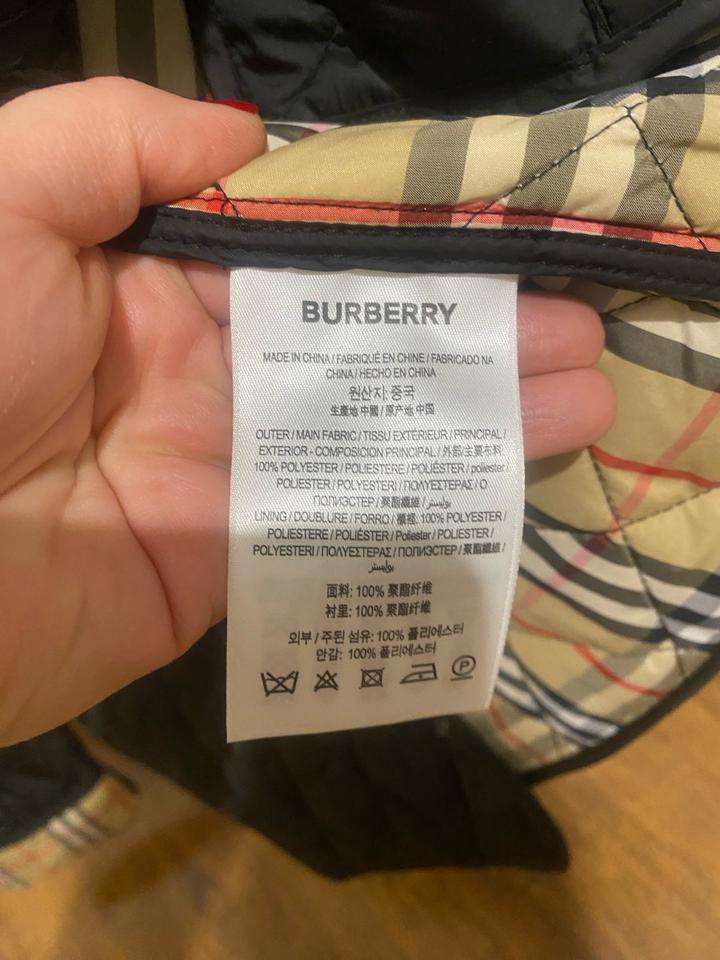 BURBERRY
MADE IN CHINA / FABRIQUÉ EN CHINE / FABRICADO NA
CHINA / HECHO EN CHINA
원산지: 중국
生産地 中國 / 原产地 中国
OUTER / MAIN FABRIC / TISSU EXTÉRIEUR / PRINCIPAL /
EXTERIOR - COMPOSICION PRINCIPAL / 外部/主要布料:
100% POLYESTER / POLIESTERE / POLIÉSTER / poliester /
POLIESTER / POLYESTERI / ΠΟΛΥΕΣΤΕΡΑΣ / O
ПОЛИЭСТЕР / 聚酯纖維 / بوليستر
LINING / DOUBLURE / FORRO / 襯裡: 100% POLYESTER /
POLIESTERE / POLIÉSTER / Poliester / POLIESTER /
POLYESTERI / ΠΟΛΥΕΣΤΕΡΑΣ / ПОЛИЭСТЕР / 聚酯纖維 /
بوليستر
面料: 100% 聚酯纤维
衬里: 100% 聚酯纤维
외부 / 주된 섬유: 100% 폴리에스터
안감: 100% 폴리에스터
P